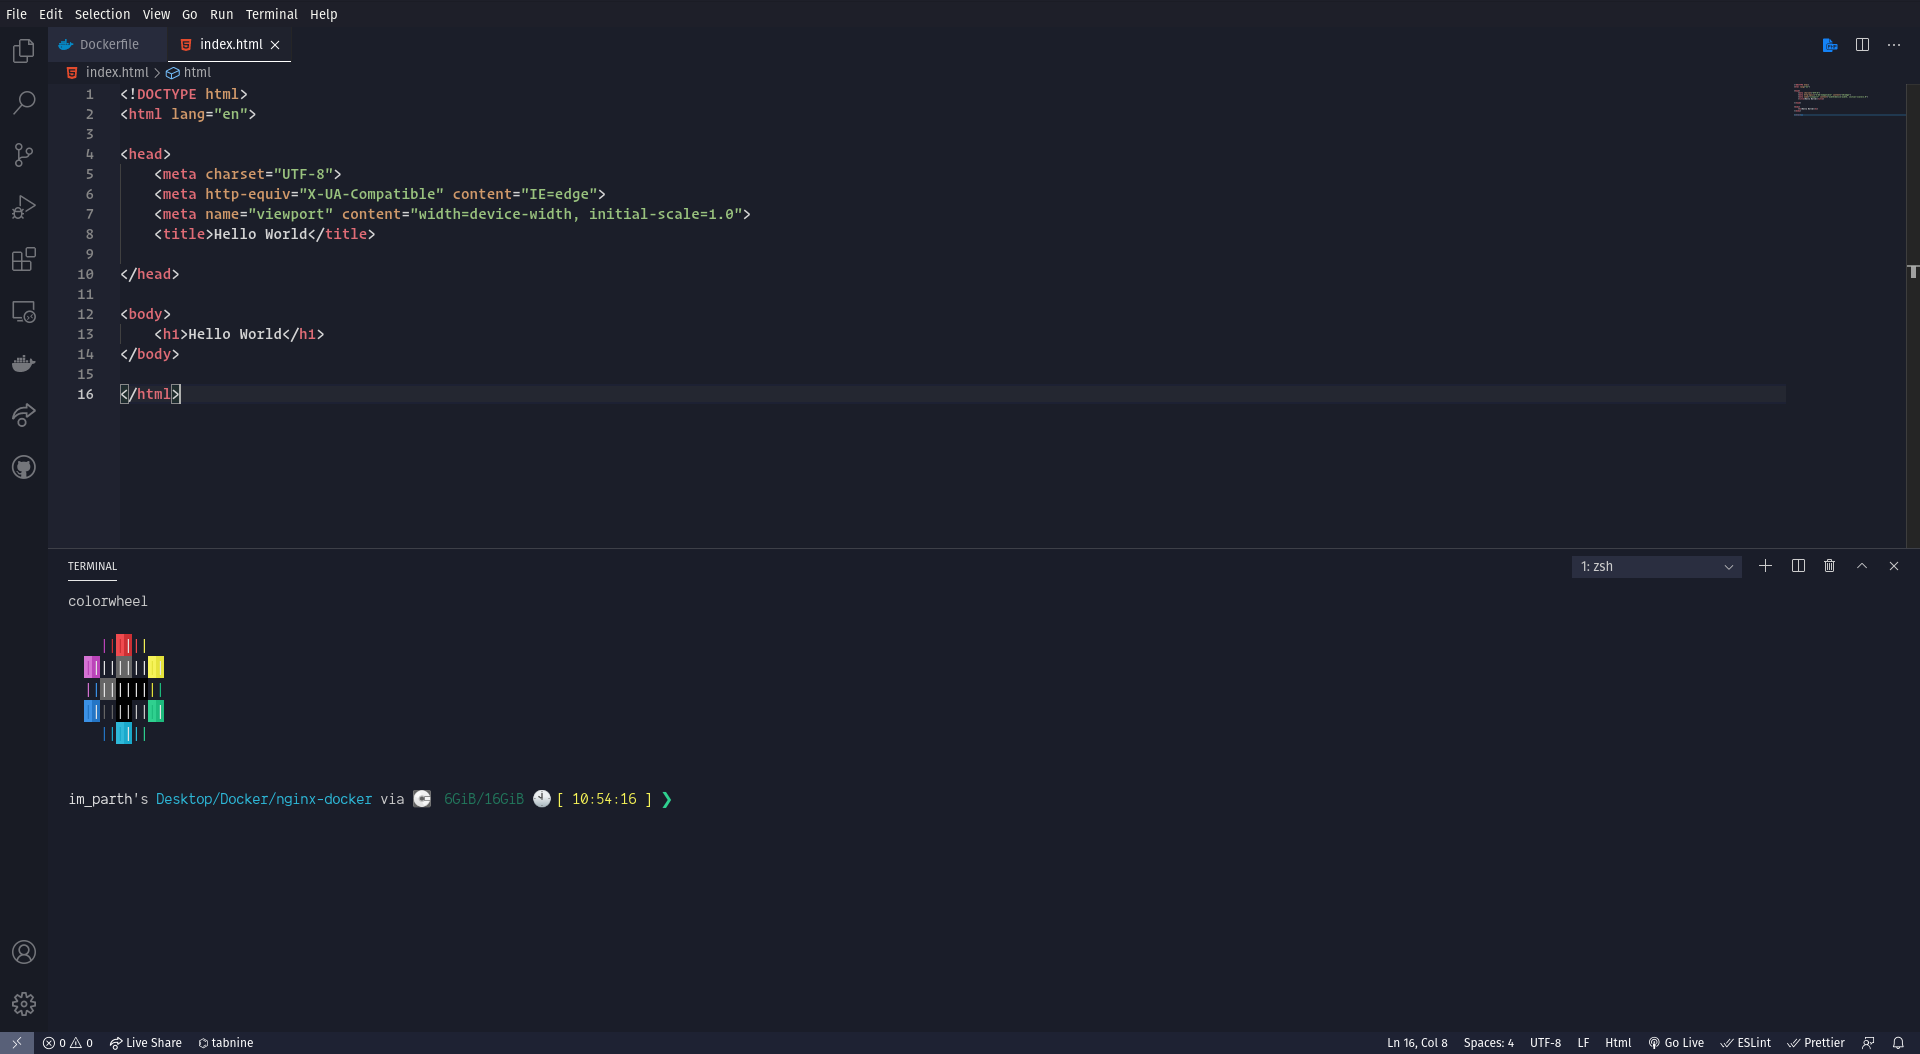 File Edit Selection View Go Run Terminal Help
Dockerfile index.html
index.html > html
1 <!DOCTYPE html>
2 <html lang="en">
3
4 <head>
5     <meta charset="UTF-8">
6     <meta http-equiv="X-UA-Compatible" content="IE=edge">
7     <meta name="viewport" content="width=device-width, initial-scale=1.0">
8     <title>Hello World</title>
9
10 </head>
11
12 <body>
13     <h1>Hello World</h1>
14 </body>
15
16 </html>
TERMINAL 1: zsh
colorwheel
im_parth's Desktop/Docker/nginx-docker via 6GiB/16GiB [ 10:54:16 ] ❯
0 0 Live Share tabnine Ln 16, Col 8 Spaces: 4 UTF-8 LF Html Go Live ESLint Prettier